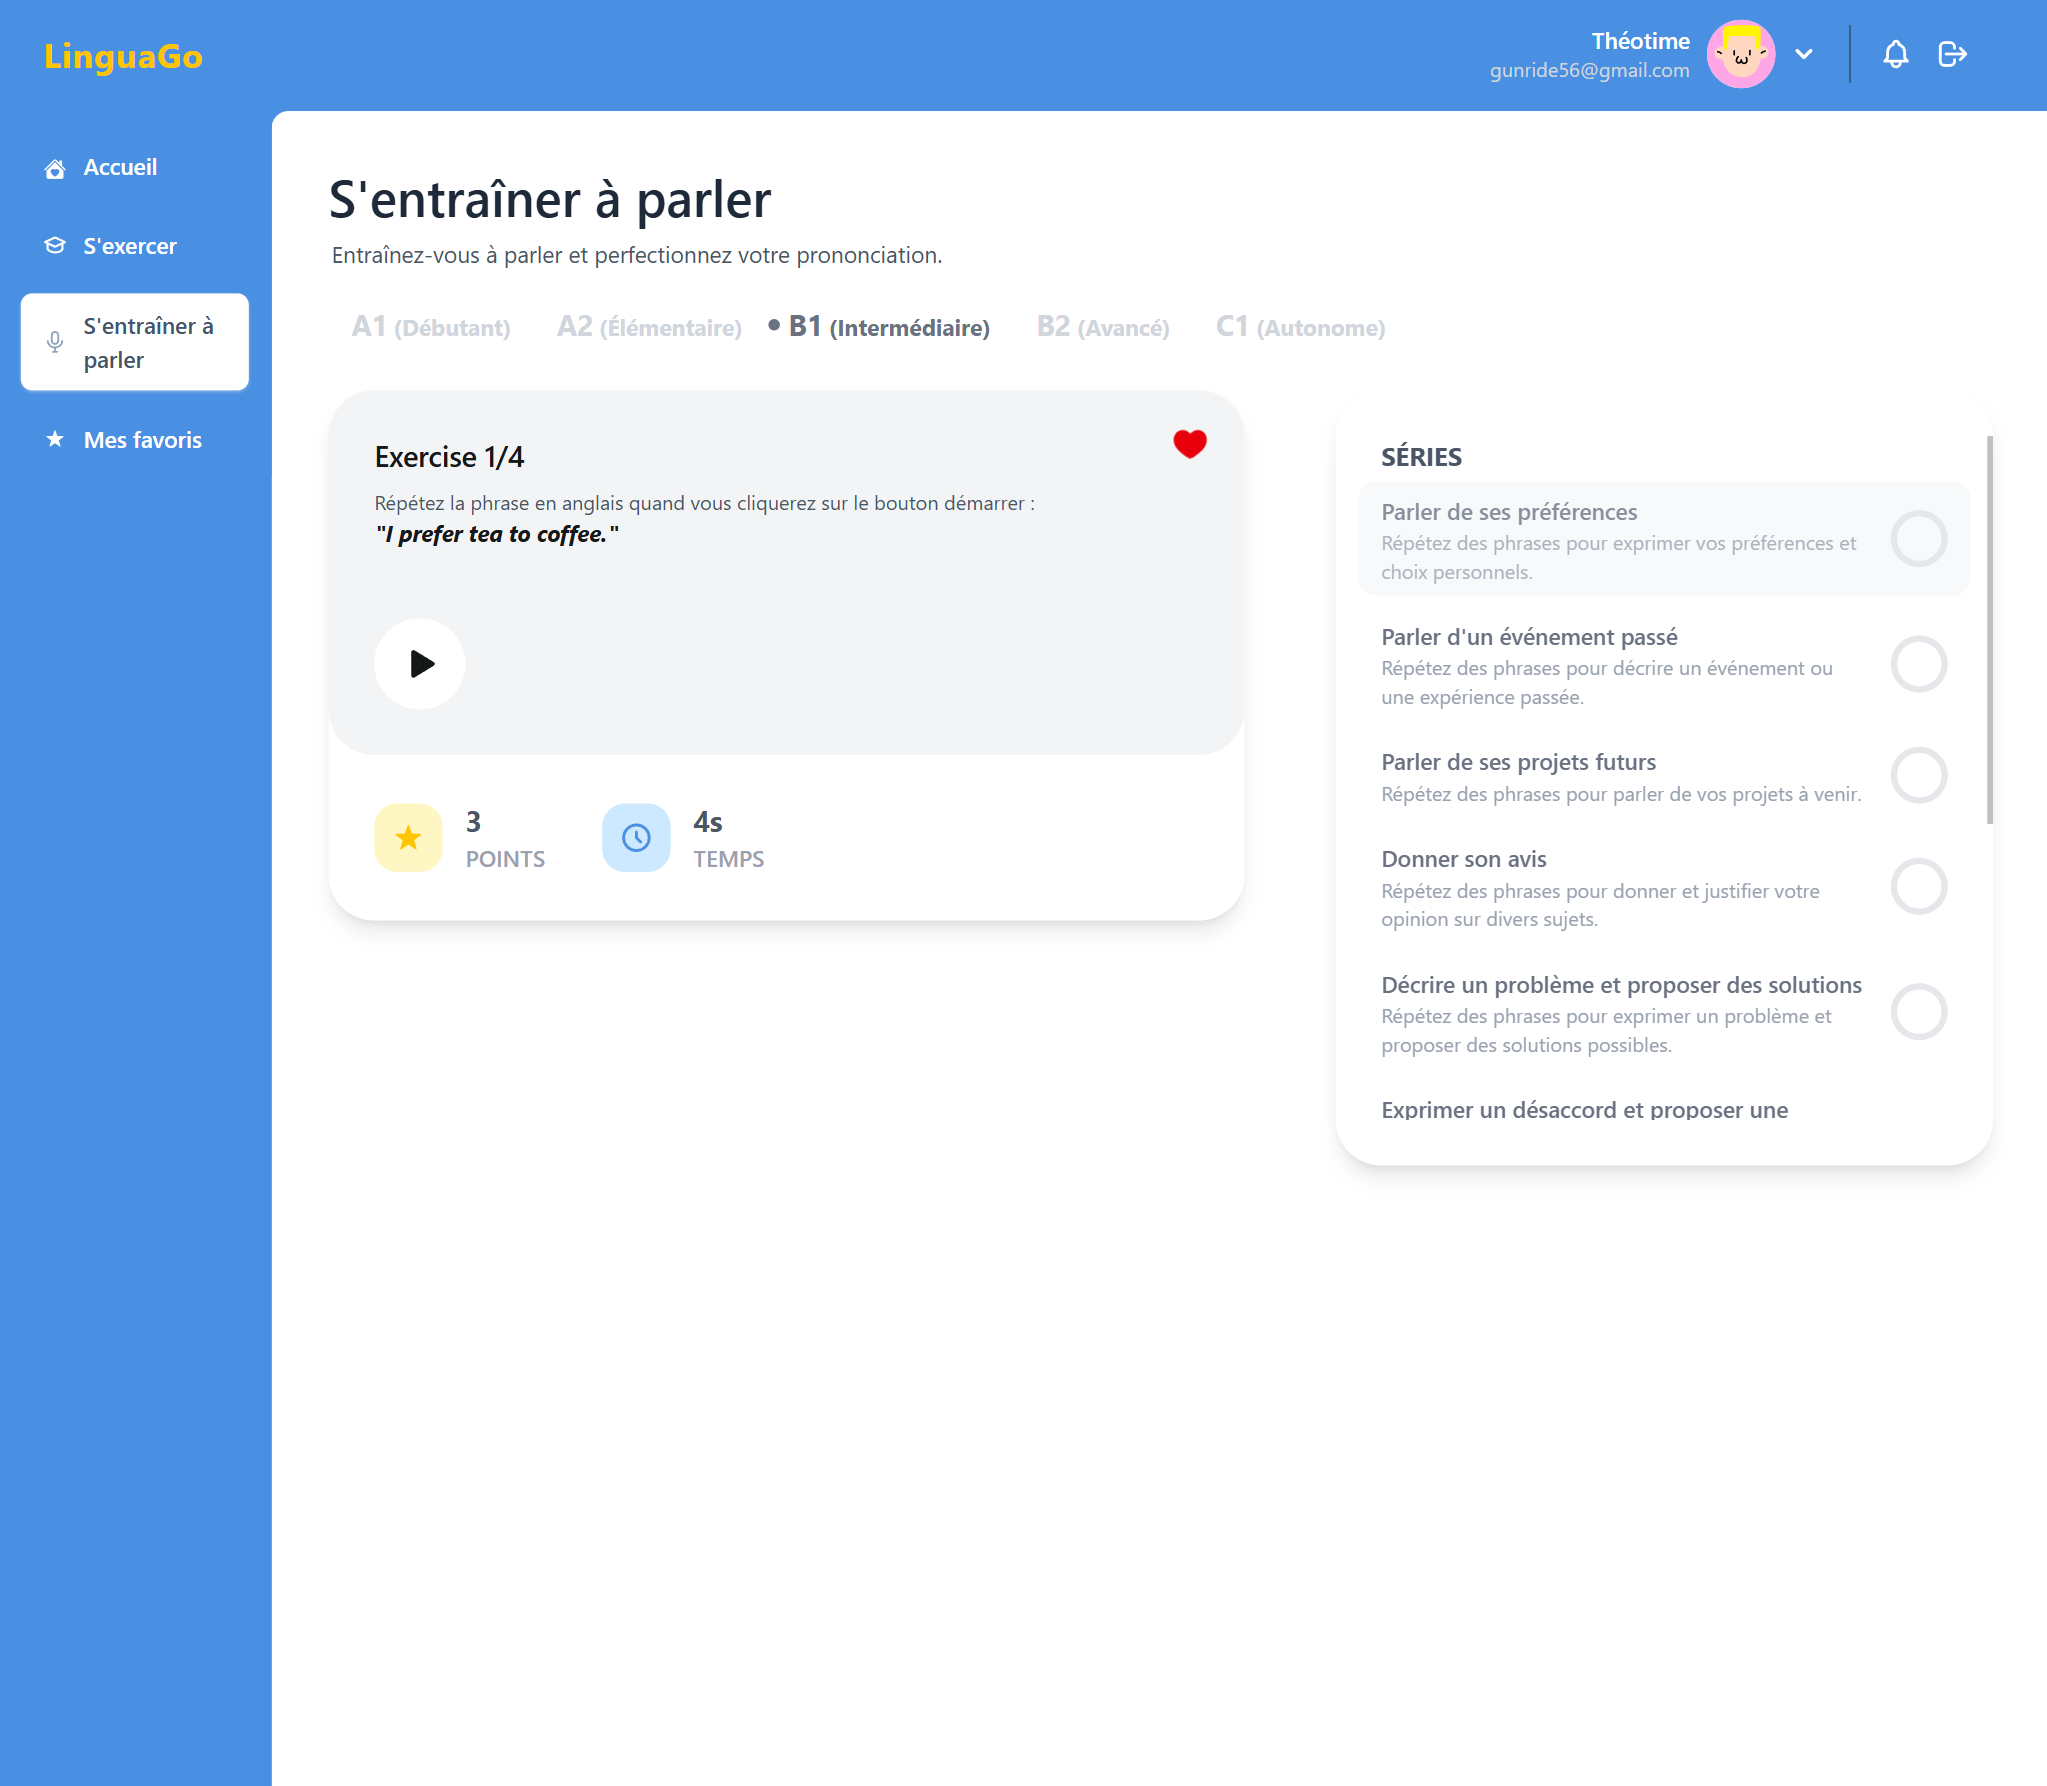 LinguaGo
Théotime
gunride56@gmail.com
Accueil
S'exercer
S'entraîner à
parler
Mes favoris
S'entraîner à parler
Entraînez-vous à parler et perfectionnez votre prononciation.
A1 (Débutant) A2 (Élémentaire) B1 (Intermédiaire) B2 (Avancé) C1 (Autonome)
Exercise 1/4
Répétez la phrase en anglais quand vous cliquerez sur le bouton démarrer :
"I prefer tea to coffee."
3
POINTS
4s
TEMPS
SÉRIES
Parler de ses préférences
Répétez des phrases pour exprimer vos préférences et
choix personnels.
Parler d'un événement passé
Répétez des phrases pour décrire un événement ou
une expérience passée.
Parler de ses projets futurs
Répétez des phrases pour parler de vos projets à venir.
Donner son avis
Répétez des phrases pour donner et justifier votre
opinion sur divers sujets.
Décrire un problème et proposer des solutions
Répétez des phrases pour exprimer un problème et
proposer des solutions possibles.
Exprimer un désaccord et proposer une